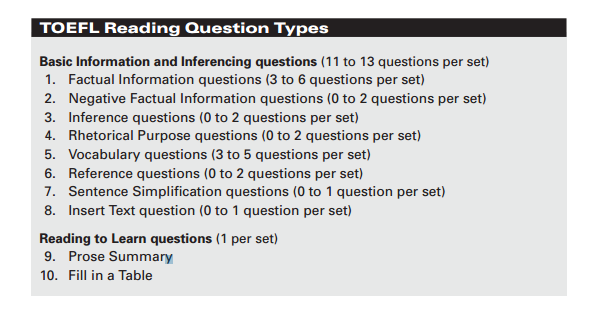 TOEFL Reading Question Types
Basic Information and Inferencing questions (11 to 13 questions per set)
1. Factual Information questions (3 to 6 questions per set)
2. Negative Factual Information questions (0 to 2 questions per set)
3. Inference questions (0 to 2 questions per set)
4. Rhetorical Purpose questions (0 to 2 questions per set)
5. Vocabulary questions (3 to 5 questions per set)
6. Reference questions (0 to 2 questions per set)
7. Sentence Simplification questions (0 to 1 question per set)
8. Insert Text question (0 to 1 question per set)
Reading to Learn questions (1 per set)
9. Prose Summary
10. Fill in a Table